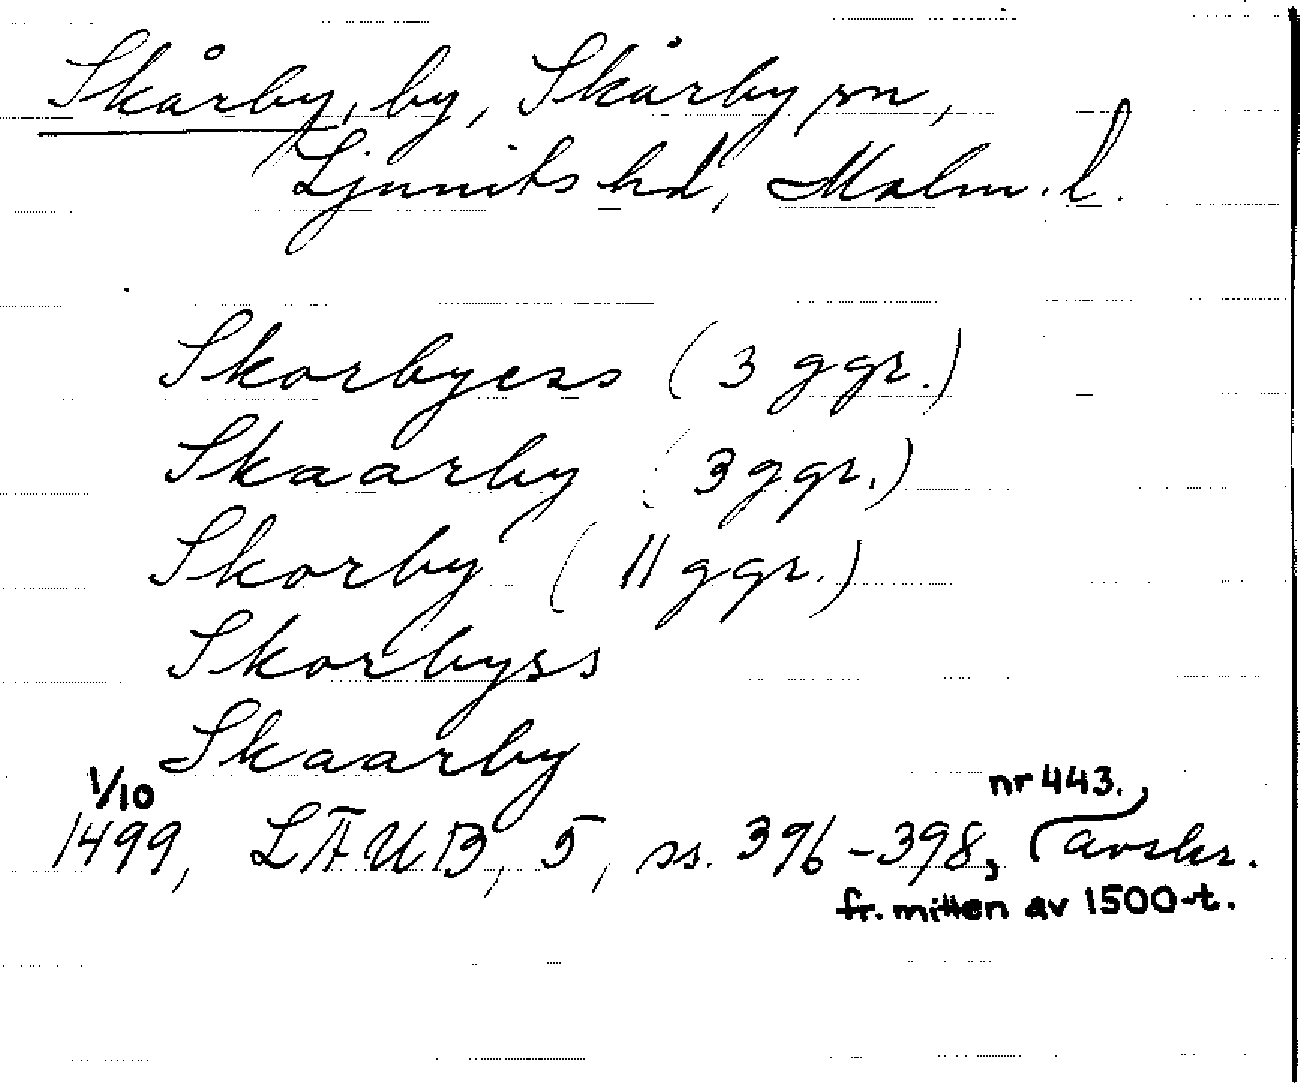 Skårby, by, Skårby sn,
Ljunits hd, Malm. l.
Skorbyess (3 ggr.)
Skaarby (3 ggr.)
Skorby (11 ggr.)
Skorbyss
Skaarby
1/10 nr 443.
1499, LÄUB, 5, ss. 396-398, avskr.
fr. mitten av 1500-t.